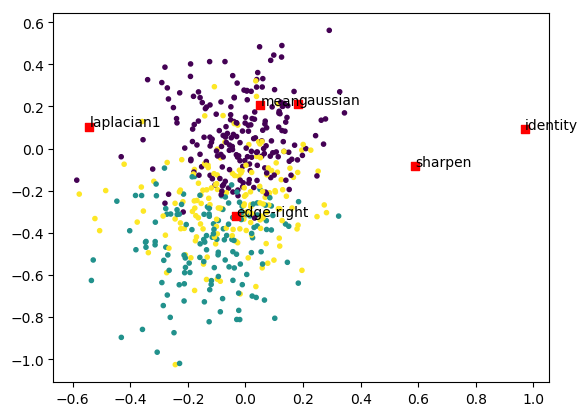 0.6
0.4
0.2
0.0
−0.2
−0.4
−0.6
−0.8
−1.0
laplacian1
mean
gaussian
identity
sharpen
edge-right
−0.6 −0.4 −0.2 0.0 0.2 0.4 0.6 0.8 1.0